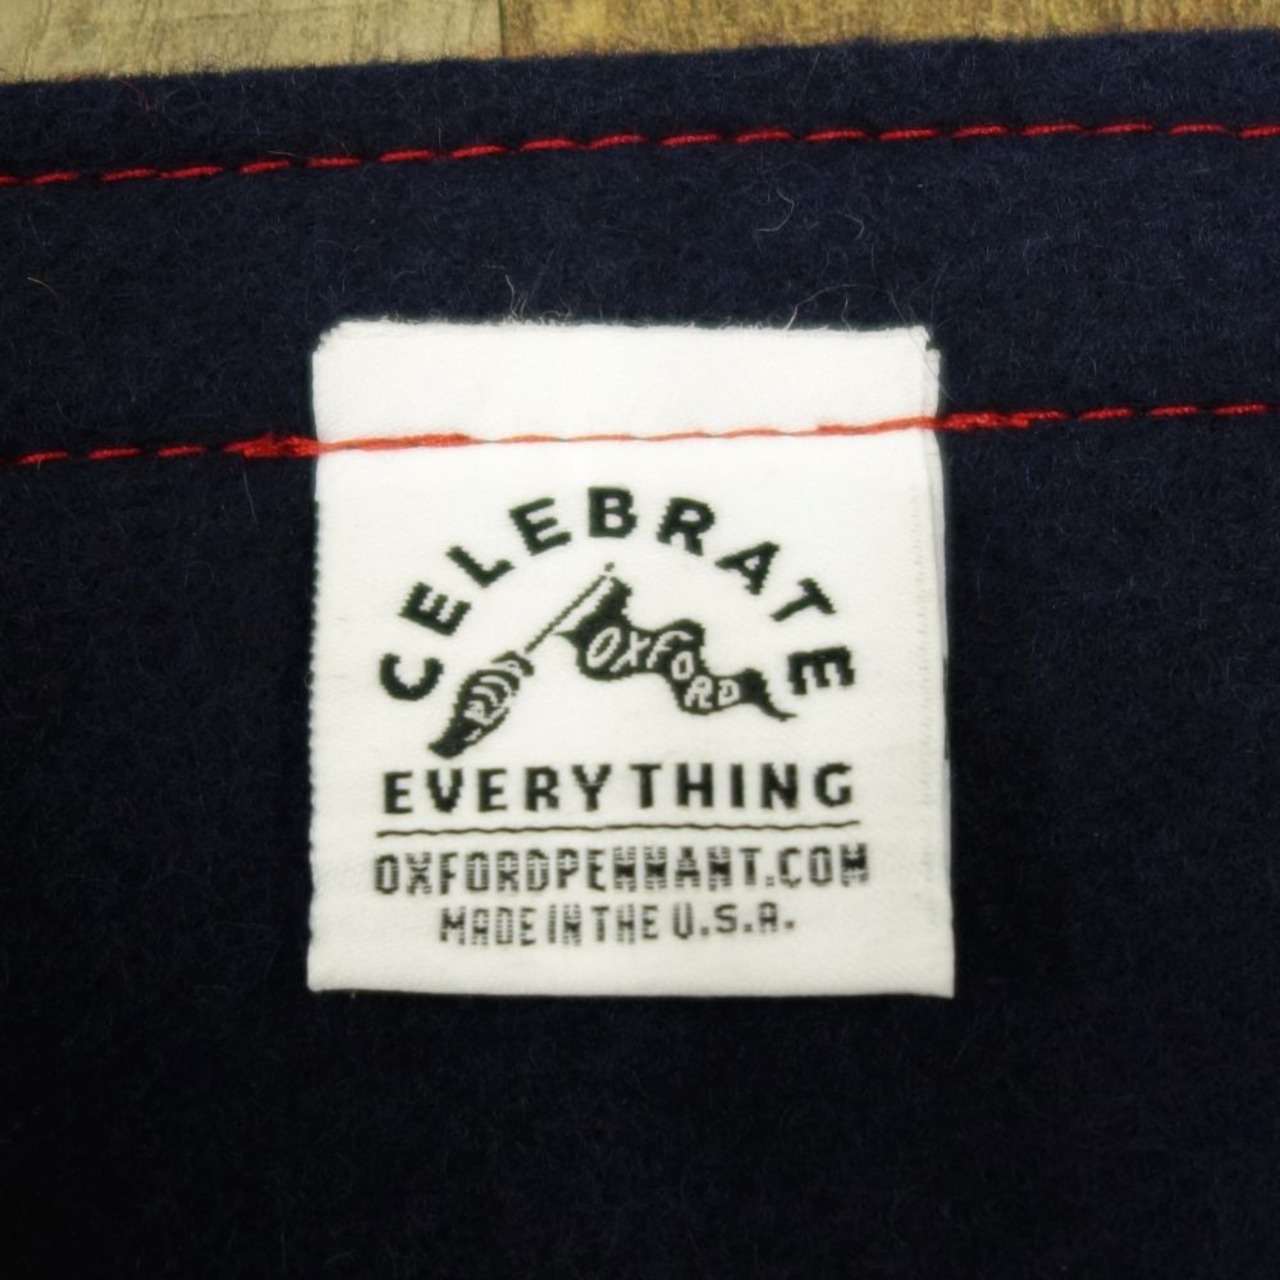 CELEBRATE
OXFORD
EVERYTHING
OXFORDPENNANT.COM
MADE IN THE U.S.A.